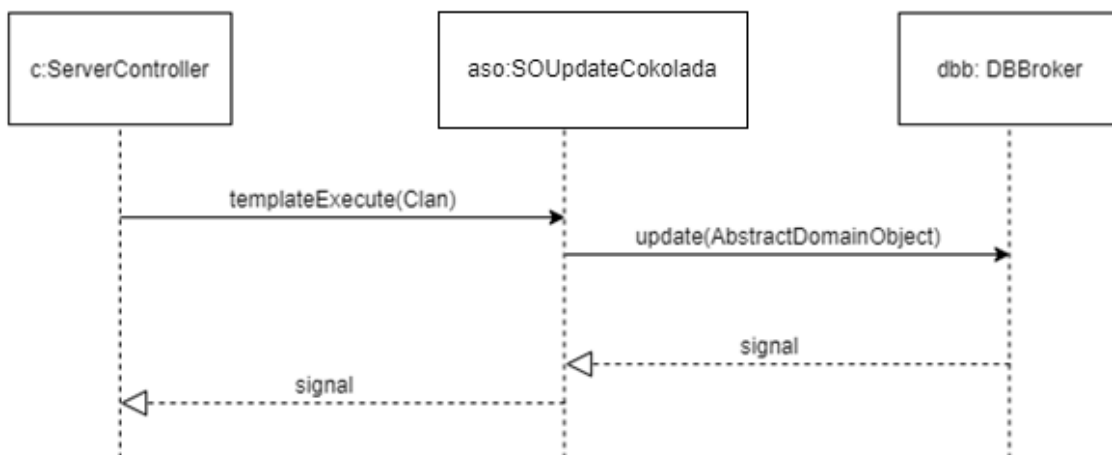 c:ServerController
aso:SOUpdateCokolada
dbb: DBBroker
templateExecute(Clan)
update(AbstractDomainObject)
signal
signal